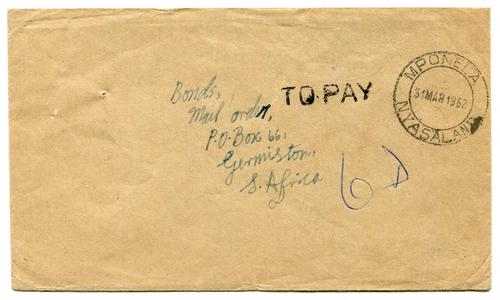 MPONELA
31 MAR 1962
NYASALAND
TO PAY
Bonds,
Mail order,
P.O. Box 66,
Germiston,
S. Africa
6D